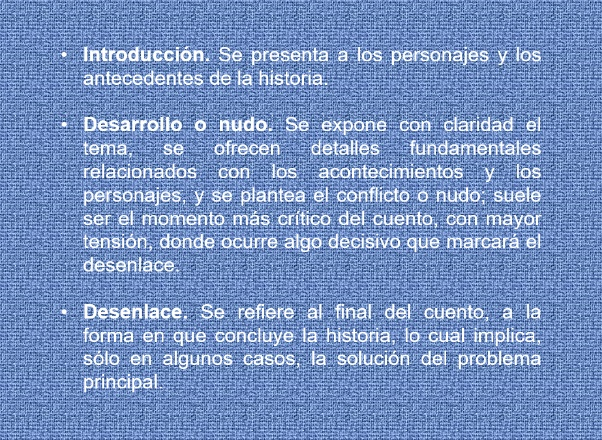 • Introducción. Se presenta a los personajes y los
antecedentes de la historia.
• Desarrollo o nudo. Se expone con claridad el
tema, se ofrecen detalles fundamentales
relacionados con los acontecimientos y los
personajes, y se plantea el conflicto o nudo; suele
ser el momento más crítico del cuento, con mayor
tensión, donde ocurre algo decisivo que marcará el
desenlace.
• Desenlace. Se refiere al final del cuento, a la
forma en que concluye la historia, lo cual implica,
sólo en algunos casos, la solución del problema
principal.